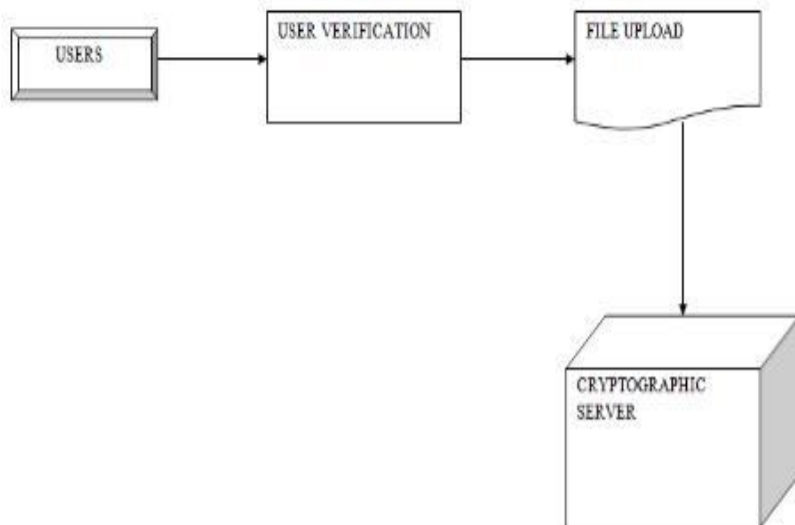 USERS
USER VERIFICATION
FILE UPLOAD
CRYPTOGRAPHIC
SERVER